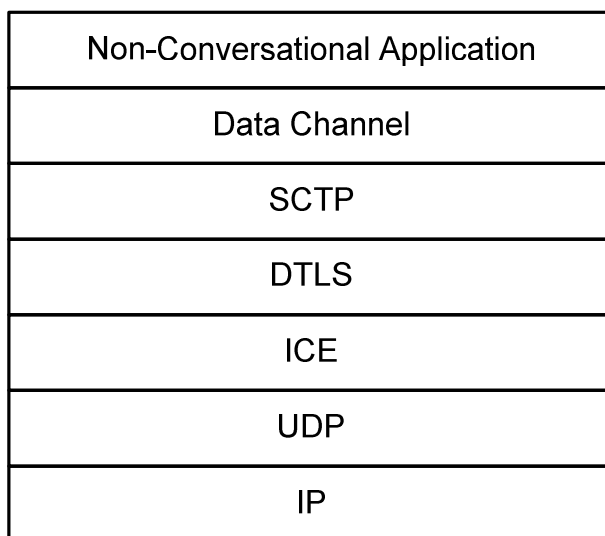 Non-Conversational Application
Data Channel
SCTP
DTLS
ICE
UDP
IP